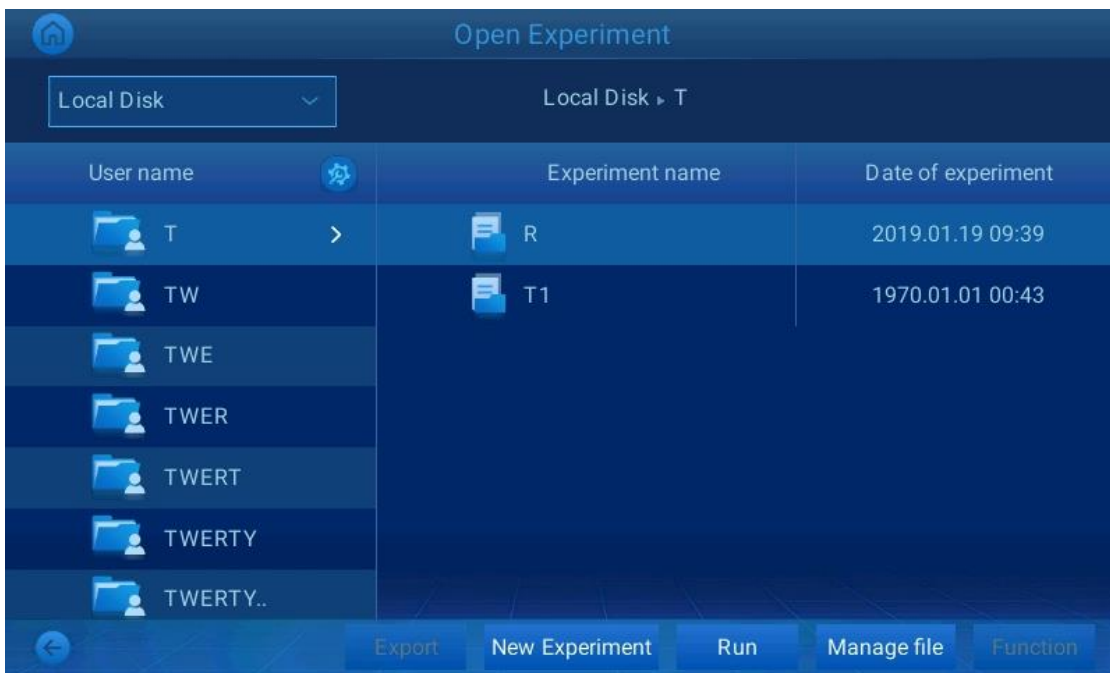 Open Experiment
Local Disk
Local Disk ▸ T
User name
Experiment name
Date of experiment
T
R
2019.01.19 09:39
TW
T1
1970.01.01 00:43
TWE
TWER
TWERT
TWERTY
TWERTY..
Export
New Experiment
Run
Manage file
Function